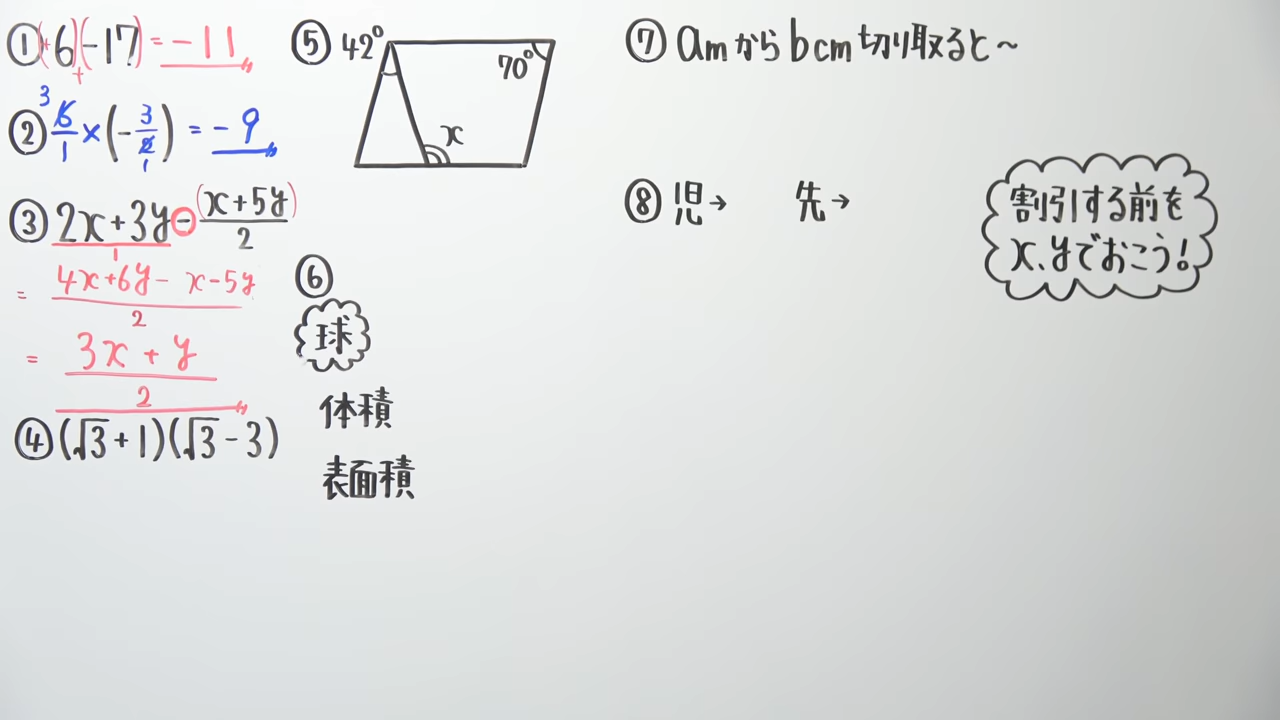 ① (+6)+(-17) = -11
② 6/1 × (-3/2) = -9
3 1
③ 2x+3y - (x+5y)/2
1
= 4x+6y - x-5y / 2
= 3x + y / 2
④ (√3+1)(√3-3)
⑤ 42°
70°
x
⑥
球
体積
表面積
⑦ amからbcm切り取ると~
⑧ 児→ 先→
割引する前を
x、yでおこう!